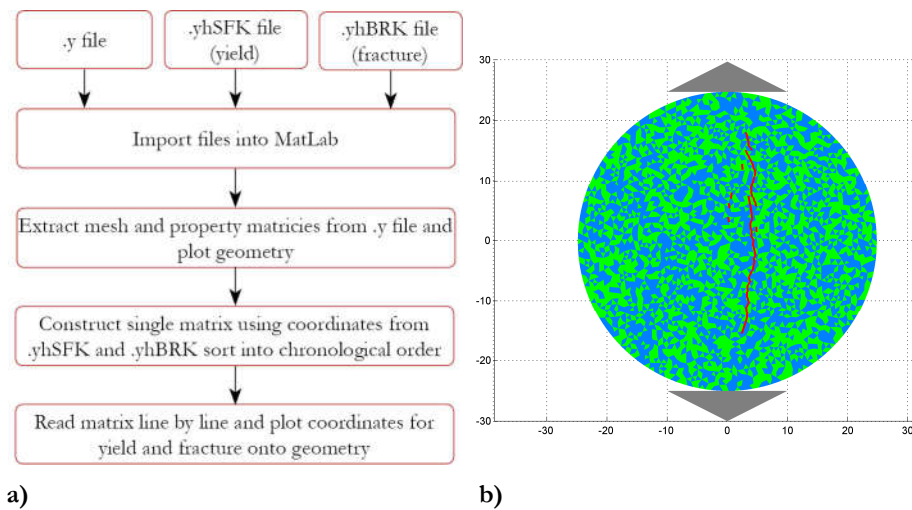 .y file
.yhSFK file
(yield)
.yhBRK file
(fracture)
Import files into MatLab
Extract mesh and property matricies from .y file and
plot geometry
Construct single matrix using coordinates from
.yhSFK and .yhBRK sort into chronological order
Read matrix line by line and plot coordinates for
yield and fracture onto geometry
a)
30
20
10
0
-10
-20
-30
-30
-20
-10
0
10
20
30
b)